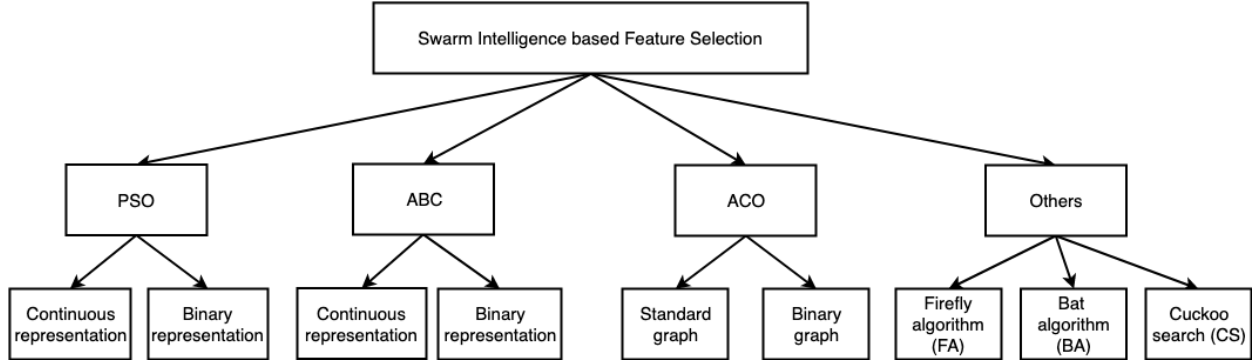 Swarm Intelligence based Feature Selection
PSO
ABC
ACO
Others
Continuous
representation
Binary
representation
Continuous
representation
Binary
representation
Standard
graph
Binary
graph
Firefly
algorithm
(FA)
Bat
algorithm
(BA)
Cuckoo
search (CS)